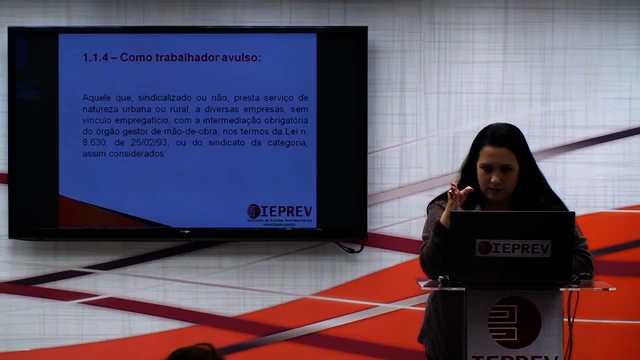 1.1.4 – Como trabalhador avulso:
Aquele que, sindicalizado ou não, presta serviço de
natureza urbana ou rural, a diversas empresas, sem
vínculo empregatício, com a intermediação obrigatória
do órgão gestor de mão-de-obra, nos termos da Lei n.
8.630, de 25/02/93, ou do sindicato da categoria,
assim considerados
IEPREV
IEPREV
IEPREV